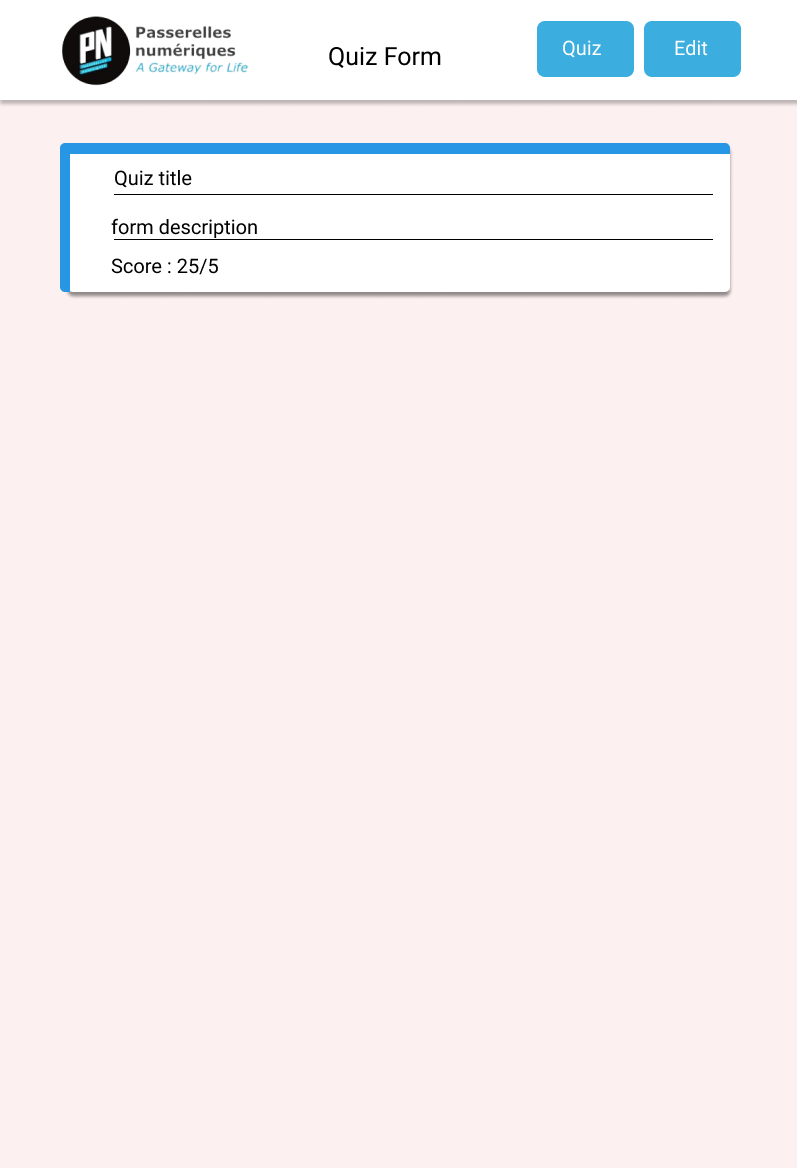 PN
Passerelles
numériques
A Gateway for Life
Quiz Form
Quiz
Edit
Quiz title
form description
Score : 25/5